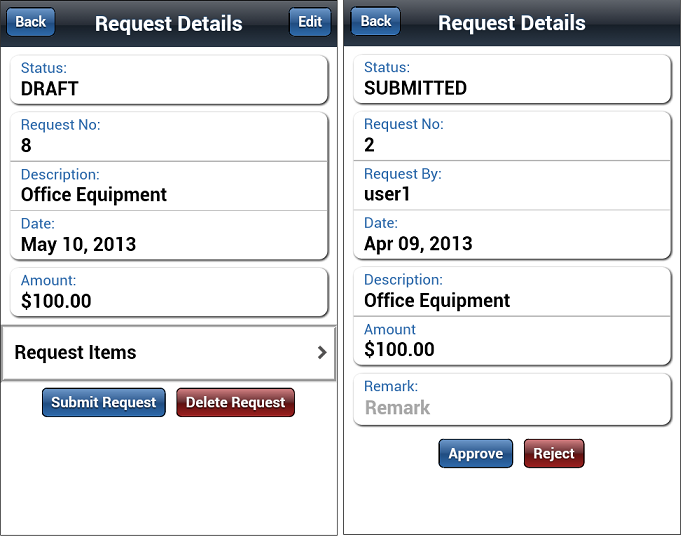 Back
Request Details
Edit
Status:
DRAFT
Request No:
8
Description:
Office Equipment
Date:
May 10, 2013
Amount:
$100.00
Request Items
Submit Request
Delete Request
Back
Request Details
Status:
SUBMITTED
Request No:
2
Request By:
user1
Date:
Apr 09, 2013
Description:
Office Equipment
Amount
$100.00
Remark:
Remark
Approve
Reject